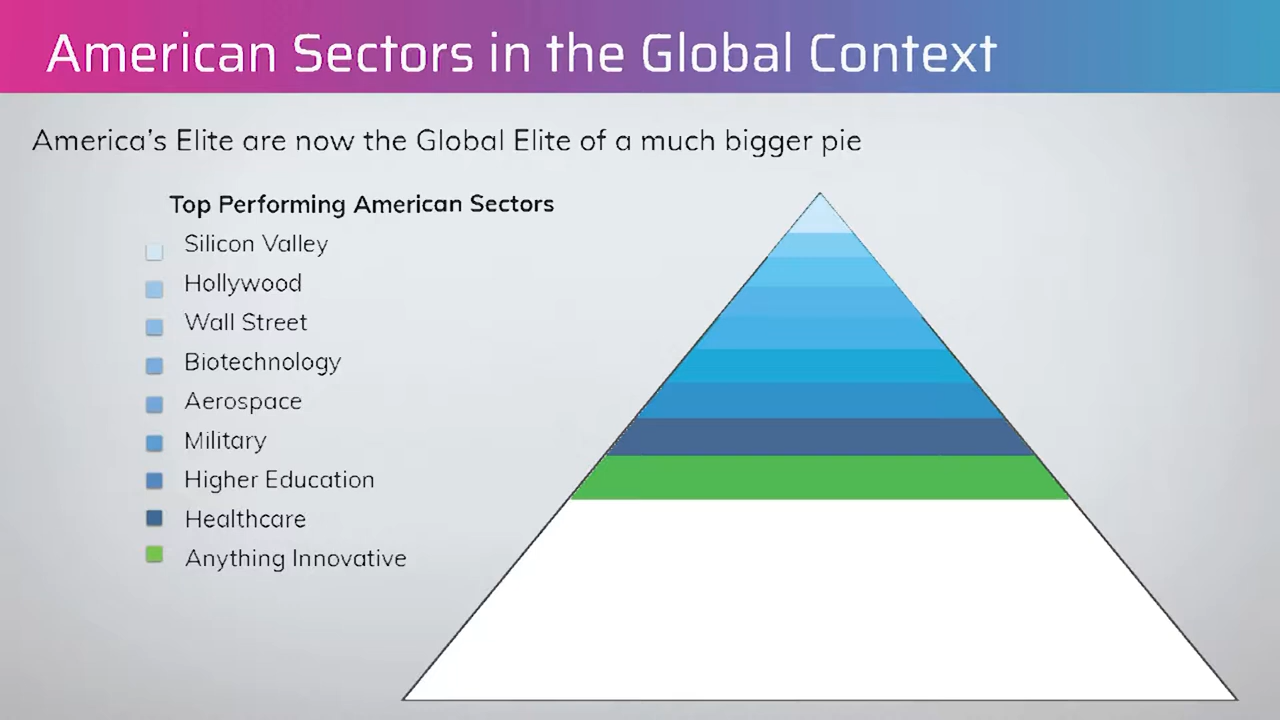 American Sectors in the Global Context
America's Elite are now the Global Elite of a much bigger pie
Top Performing American Sectors
Silicon Valley
Hollywood
Wall Street
Biotechnology
Aerospace
Military
Higher Education
Healthcare
Anything Innovative